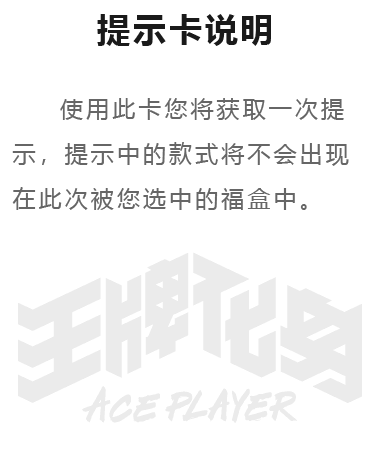 提示卡说明
使用此卡您将获取一次提
示，提示中的款式将不会出现
在此次被您选中的福盒中。
王牌化身
ACE PLAYER